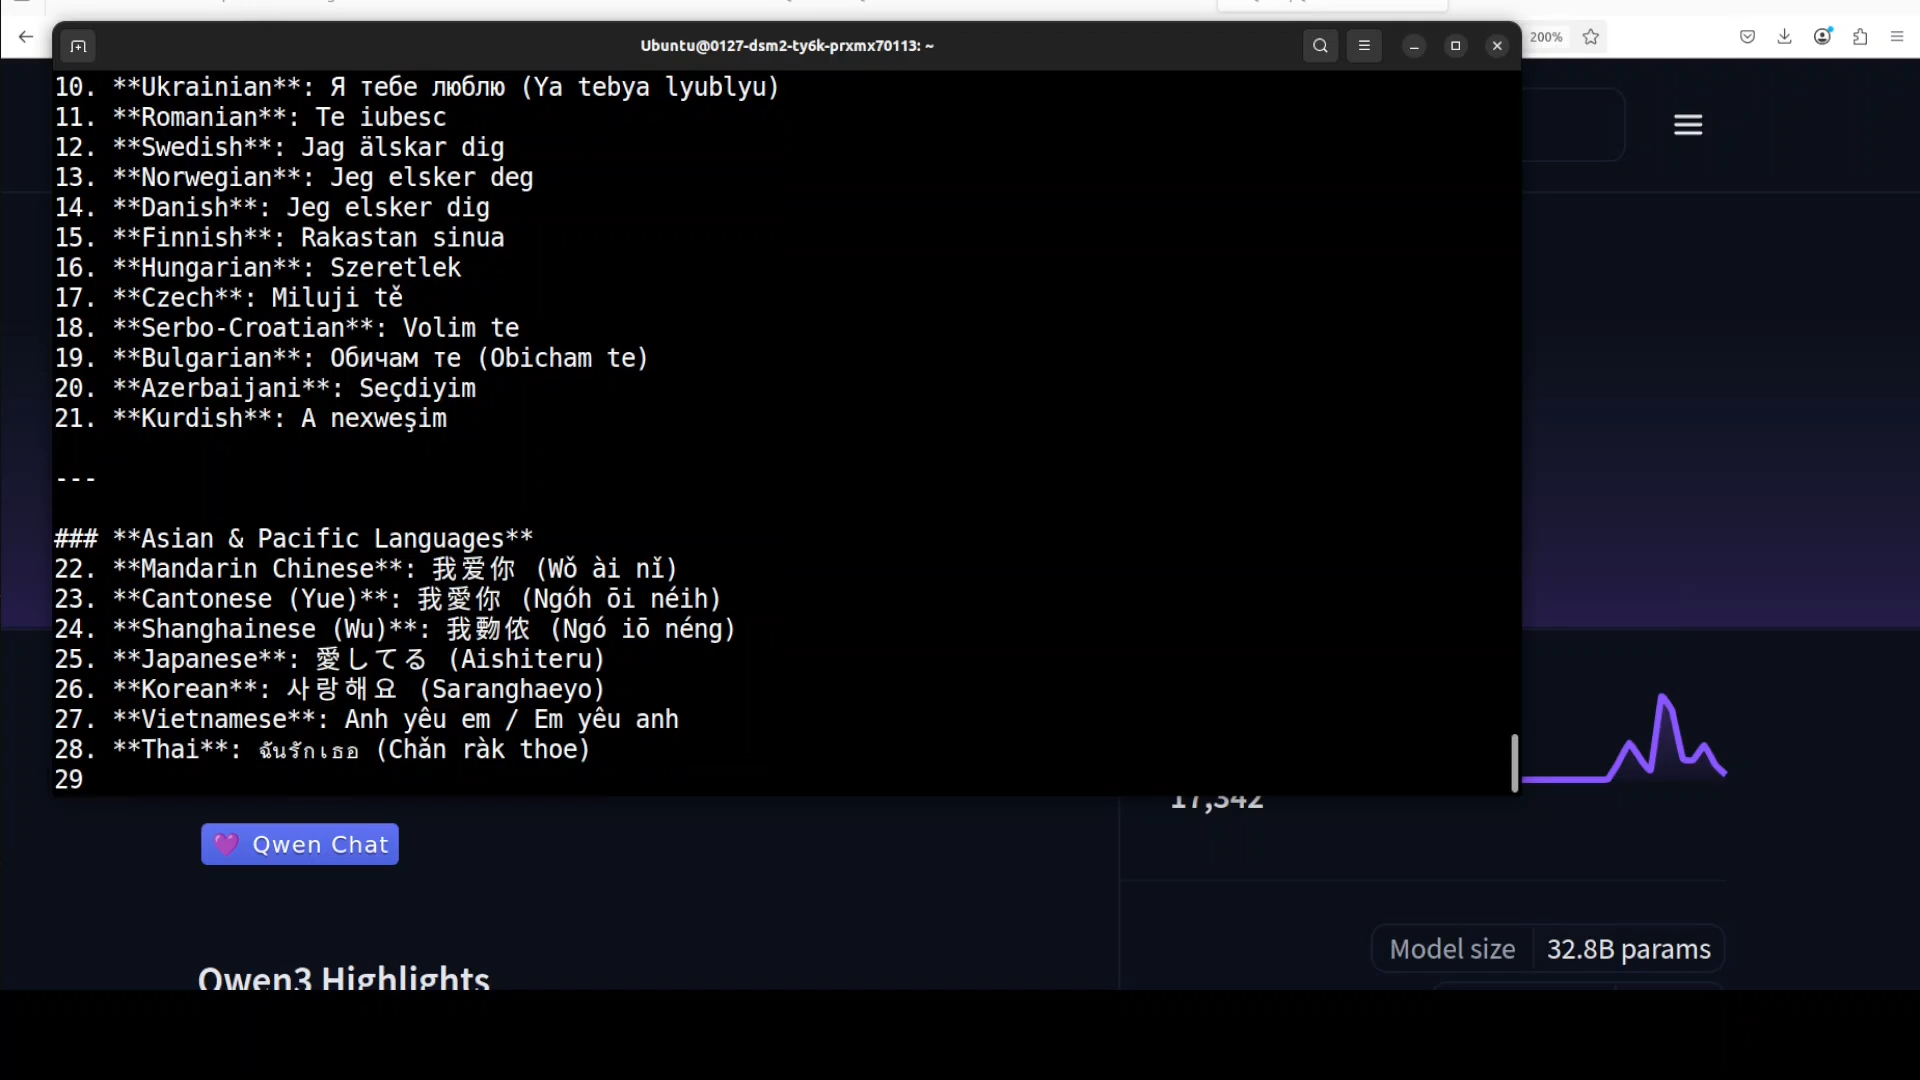 Ubuntu@0127-dsm2-ty6k-prxmx70113: ~
200%
10. **Ukrainian**: Я тебе люблю (Ya tebya lyublyu)
11. **Romanian**: Te iubesc
12. **Swedish**: Jag älskar dig
13. **Norwegian**: Jeg elsker deg
14. **Danish**: Jeg elsker dig
15. **Finnish**: Rakastan sinua
16. **Hungarian**: Szeretlek
17. **Czech**: Miluji tě
18. **Serbo-Croatian**: Volim te
19. **Bulgarian**: Обичам те (Obicham te)
20. **Azerbaijani**: Seçdiyim
21. **Kurdish**: A nexweşim
---
### **Asian & Pacific Languages**
22. **Mandarin Chinese**: 我爱你 (Wǒ ài nǐ)
23. **Cantonese (Yue)**: 我愛你 (Ngóh ōi néih)
24. **Shanghainese (Wu)**: 我覅侬 (Ngó iō néng)
25. **Japanese**: 愛してる (Aishiteru)
26. **Korean**: 사랑해요 (Saranghaeyo)
27. **Vietnamese**: Anh yêu em / Em yêu anh
28. **Thai**: ฉันรักเธอ (Chǎn ràk thoe)
29
17,342
Qwen Chat
Model size 32.8B params
Qwen3 Highlights